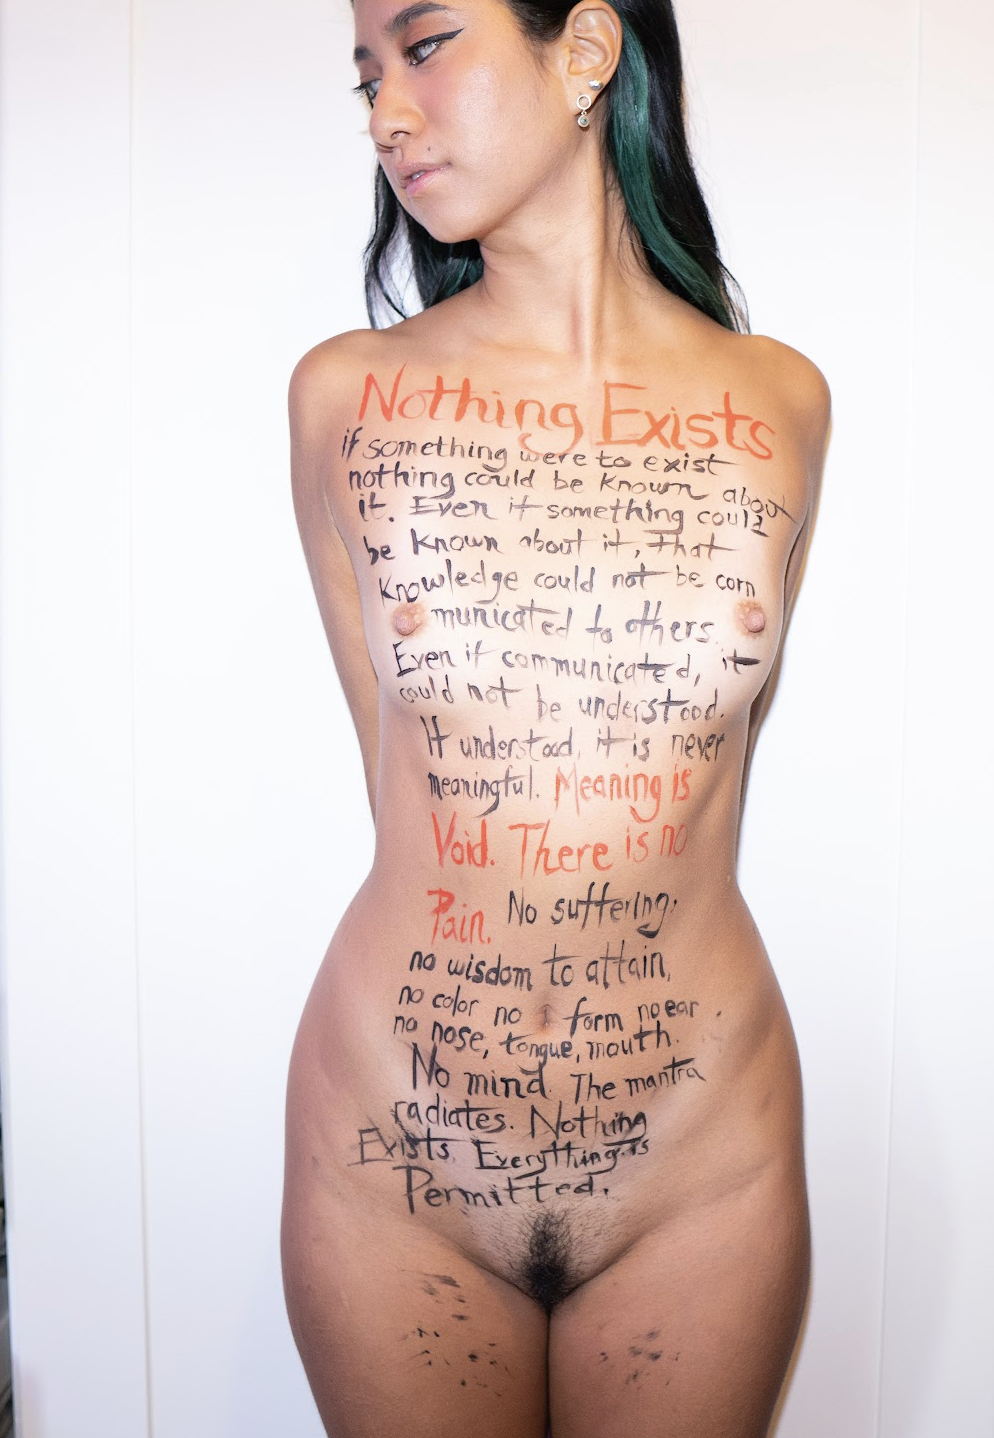 Nothing Exists
if something were to exist
nothing could be known about
it. Even if something could
be known about it, that
knowledge could not be com
municated to others.
Even if communicated, it
could not be understood.
If understood, it is never
meaningful. Meaning is
Void. There is no
Pain. No suffering,
no wisdom to attain,
no color no form no ear
no nose, tongue, mouth.
No mind. The mantra
radiates. Nothing
Exists. Everything is
Permitted.